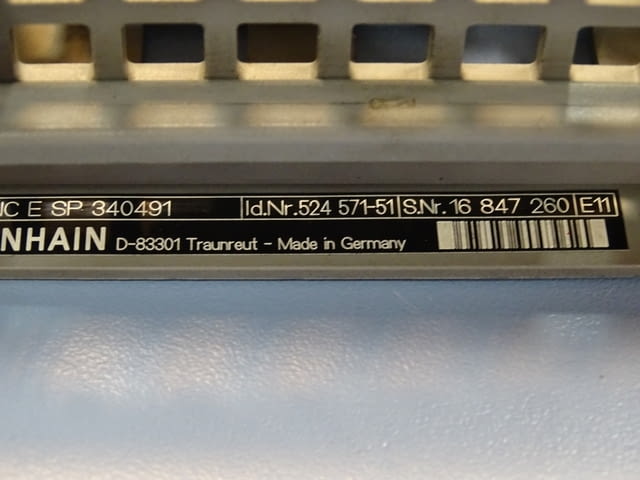 IC E SP 340491 Id.Nr.524 571-51 S.Nr.16 847 260 E11
NHAIN D-83301 Traunreut - Made in Germany